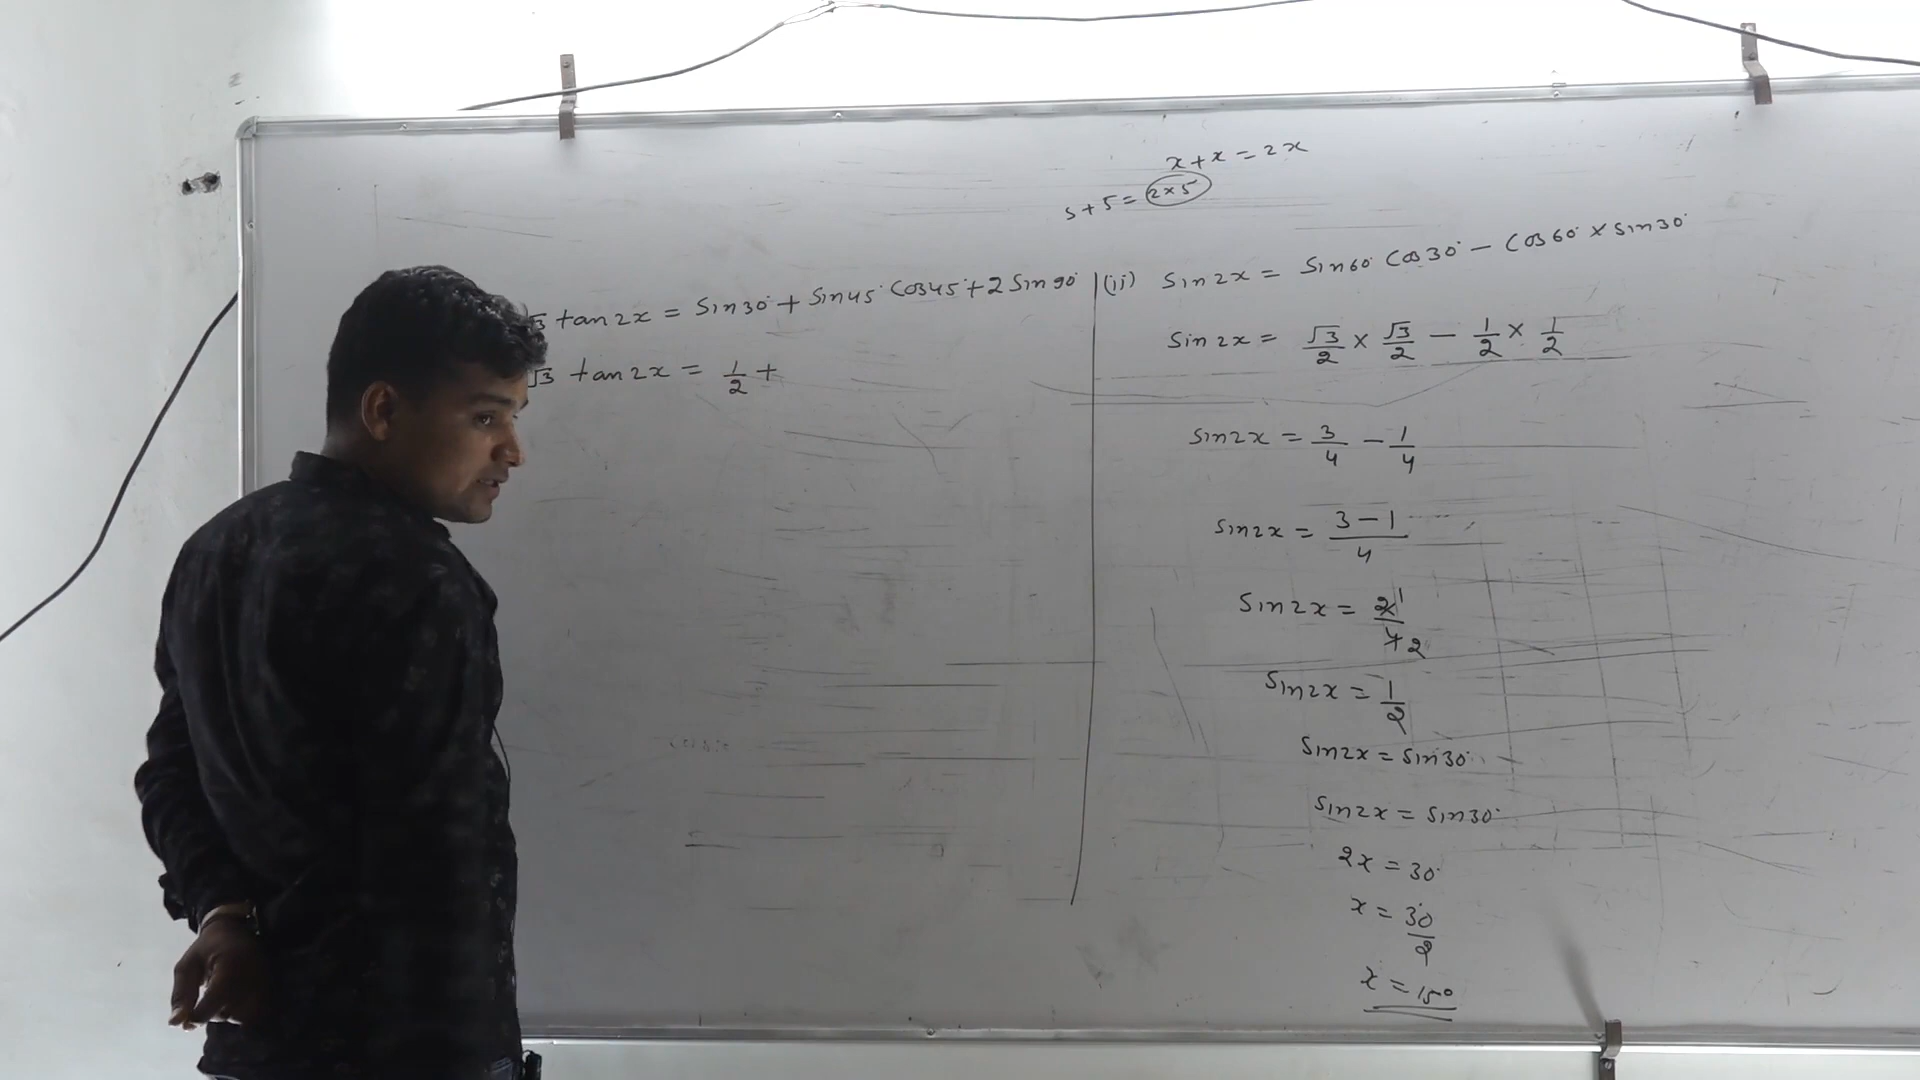 x + x = 2x
5 + 5 = 2 × 5
√3 tan 2x = Sin 30° + Sin 45° Cos 45° + 2 Sin 90°
√3 tan 2x = 1/2 +
(ii) Sin 2x = Sin 60° Cos 30° − Cos 60° × Sin 30°
Sin 2x = √3/2 × √3/2 − 1/2 × 1/2
Sin 2x = 3/4 − 1/4
Sin 2x = 3 − 1/4
Sin 2x = 2 1/4 2
Sin 2x = 1/2
Sin 2x = Sin 30°
Sin 2x = Sin 30°
2x = 30°
x = 30°/2
x = 15°